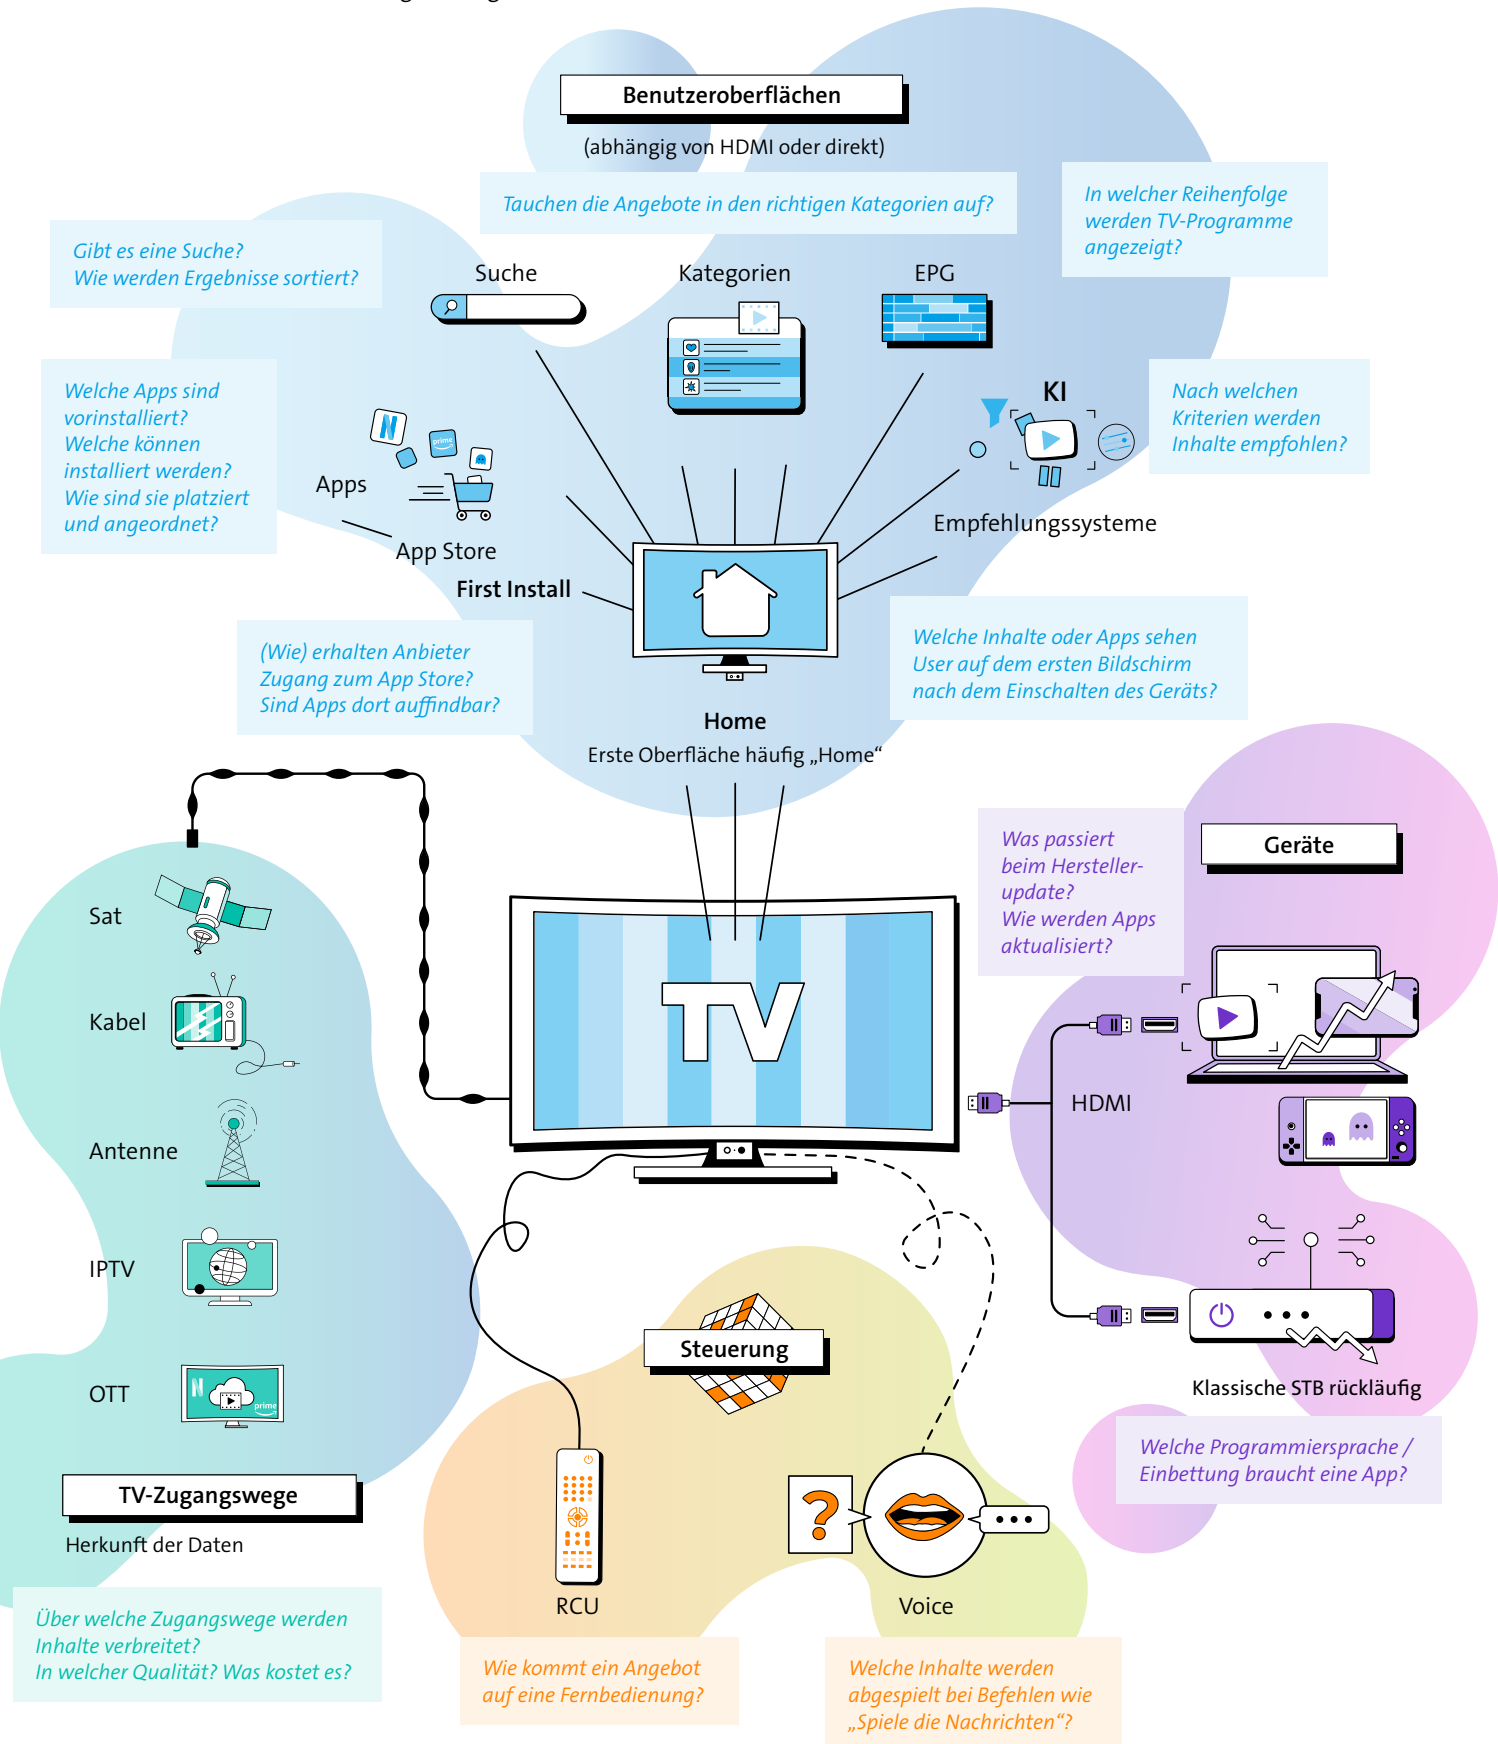 Benutzeroberflächen
(abhängig von HDMI oder direkt)
Tauchen die Angebote in den richtigen Kategorien auf?
In welcher Reihenfolge
werden TV-Programme
angezeigt?
Gibt es eine Suche?
Wie werden Ergebnisse sortiert?
Suche
Kategorien
EPG
Welche Apps sind
vorinstalliert?
Welche können
installiert werden?
Wie sind sie platziert
und angeordnet?
N
prime
Apps
App Store
First Install
KI
Nach welchen
Kriterien werden
Inhalte empfohlen?
Empfehlungssysteme
(Wie) erhalten Anbieter
Zugang zum App Store?
Sind Apps dort auffindbar?
Welche Inhalte oder Apps sehen
User auf dem ersten Bildschirm
nach dem Einschalten des Geräts?
Home
Erste Oberfläche häufig „Home“
Was passiert
beim Hersteller-
update?
Wie werden Apps
aktualisiert?
Geräte
Sat
Kabel
Antenne
IPTV
OTT
N
prime
TV
HDMI
Steuerung
Klassische STB rückläufig
Welche Programmiersprache /
Einbettung braucht eine App?
TV-Zugangswege
Herkunft der Daten
Über welche Zugangswege werden
Inhalte verbreitet?
In welcher Qualität? Was kostet es?
?
RCU
Voice
Wie kommt ein Angebot
auf eine Fernbedienung?
Welche Inhalte werden
abgespielt bei Befehlen wie
„Spiele die Nachrichten“?